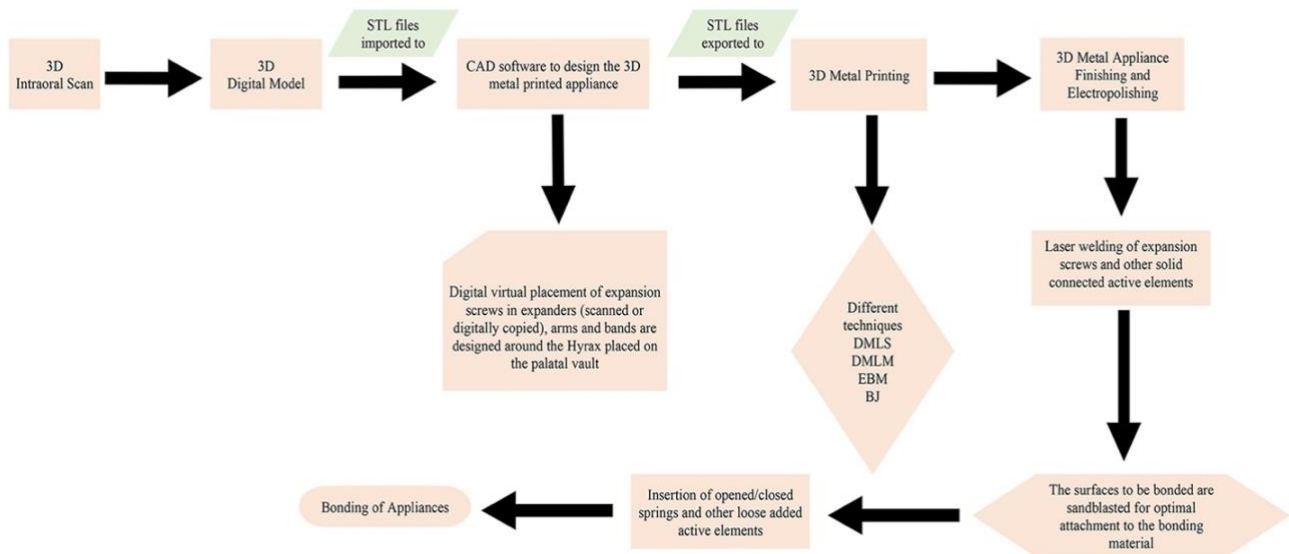 3D
Intraoral Scan
3D
Digital Model
STL files
imported to
CAD software to design the 3D
metal printed appliance
STL files
exported to
3D Metal Printing
3D Metal Appliance
Finishing and
Electropolishing
Digital virtual placement of expansion
screws in expanders (scanned or
digitally copied), arms and bands are
designed around the Hyrax placed on
the palatal vault
Different
techniques
DMLS
DMLM
EBM
BJ
Laser welding of expansion
screws and other solid
connected active elements
The surfaces to be bonded are
sandblasted for optimal
attachment to the bonding
material
Insertion of opened/closed
springs and other loose added
active elements
Bonding of Appliances